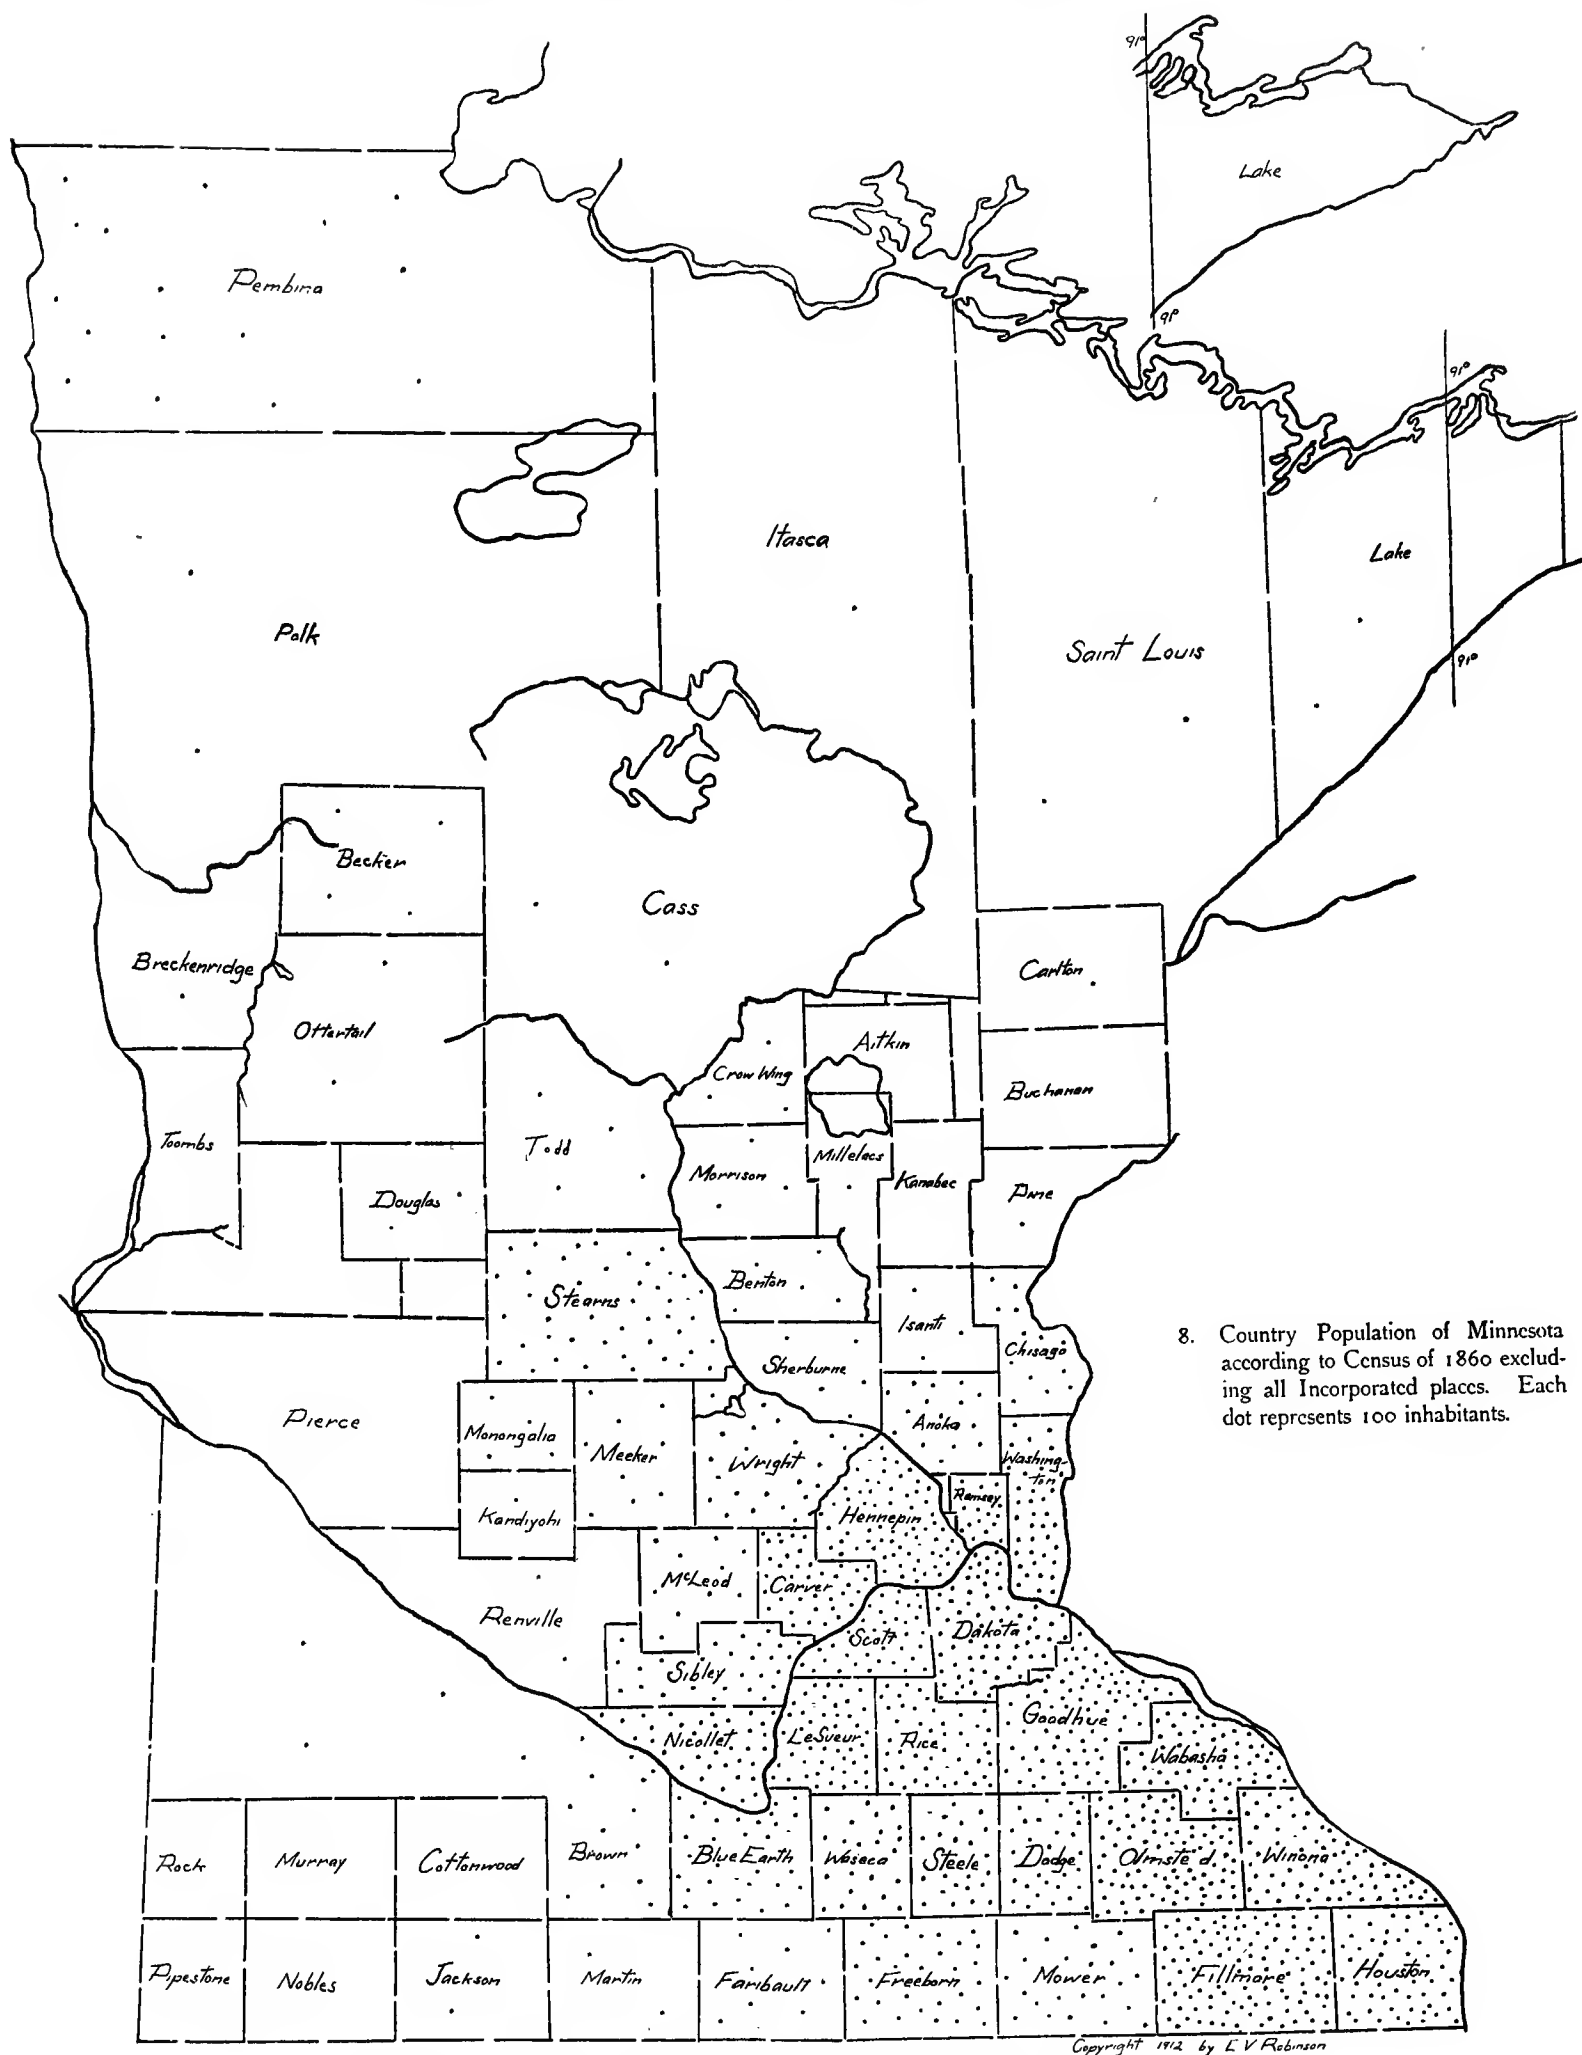 91°
Lake
Pembina
91°
91°
Itasca
Lake
Polk
Saint Louis
91°
Becker
Cass
Breckenridge
Carlton
Ottertail
Aitkin
Crow Wing
Buchanan
Toombs
Todd
Millelacs
Morrison
Kanabec
Pine
Douglas
Benton
Stearns
Isanti
Chisago
Sherburne
8. Country Population of Minnesota
according to Census of 1860 exclud-
ing all Incorporated places. Each
dot represents 100 inhabitants.
Pierce
Monongalia
Meeker
Wright
Anoka
Washing-
ton
Ramsey
Kandiyohi
Hennepin
McLeod
Carver
Renville
Scott
Dakota
Sibley
Nicollet
LeSueur
Rice
Goodhue
Wabasha
Rock
Murray
Cottonwood
Brown
Blue Earth
Waseca
Steele
Dodge
Olmsted
Winona
Pipestone
Nobles
Jackson
Martin
Faribault
Freeborn
Mower
Fillmore
Houston
Copyright 1912 by E V Robinson